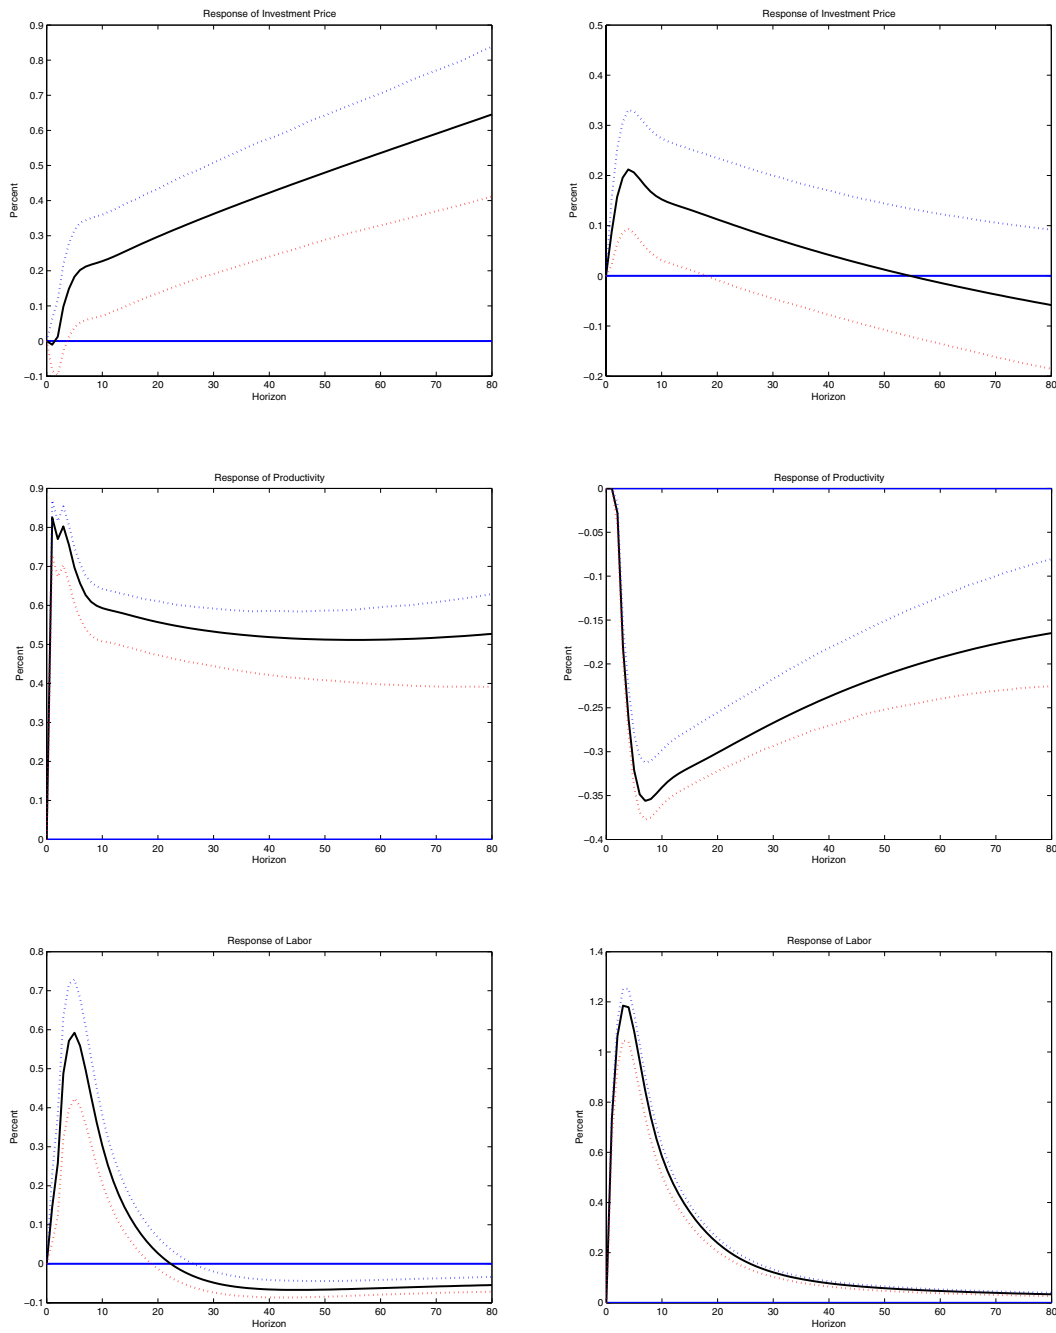 Response of Investment Price
0.9
0.8
0.7
0.6
0.5
0.4
0.3
0.2
0.1
0
−0.1
Percent
0 10 20 30 40 50 60 70 80
Horizon
Response of Investment Price
0.5
0.4
0.3
0.2
0.1
0
−0.1
−0.2
Percent
0 10 20 30 40 50 60 70 80
Horizon
Response of Productivity
0.9
0.8
0.7
0.6
0.5
0.4
0.3
0.2
0.1
0
Percent
0 10 20 30 40 50 60 70 80
Horizon
Response of Productivity
0
−0.05
−0.1
−0.15
−0.2
−0.25
−0.3
−0.35
−0.4
Percent
0 10 20 30 40 50 60 70 80
Horizon
Response of Labor
0.8
0.7
0.6
0.5
0.4
0.3
0.2
0.1
0
−0.1
Percent
0 10 20 30 40 50 60 70 80
Horizon
Response of Labor
1.4
1.2
1
0.8
0.6
0.4
0.2
0
Percent
0 10 20 30 40 50 60 70 80
Horizon